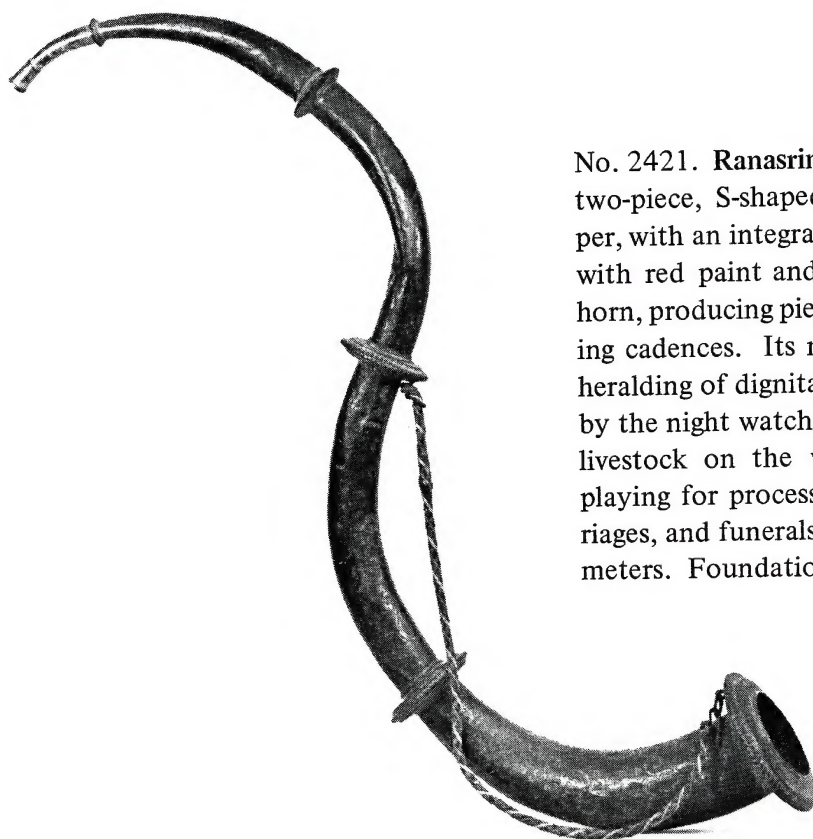 No. 2421. Ranasrin
two-piece, S-shaped
per, with an integra
with red paint and
horn, producing pie
ing cadences. Its r
heralding of dignita
by the night watch
livestock on the v
playing for process
riages, and funerals
meters. Foundatio